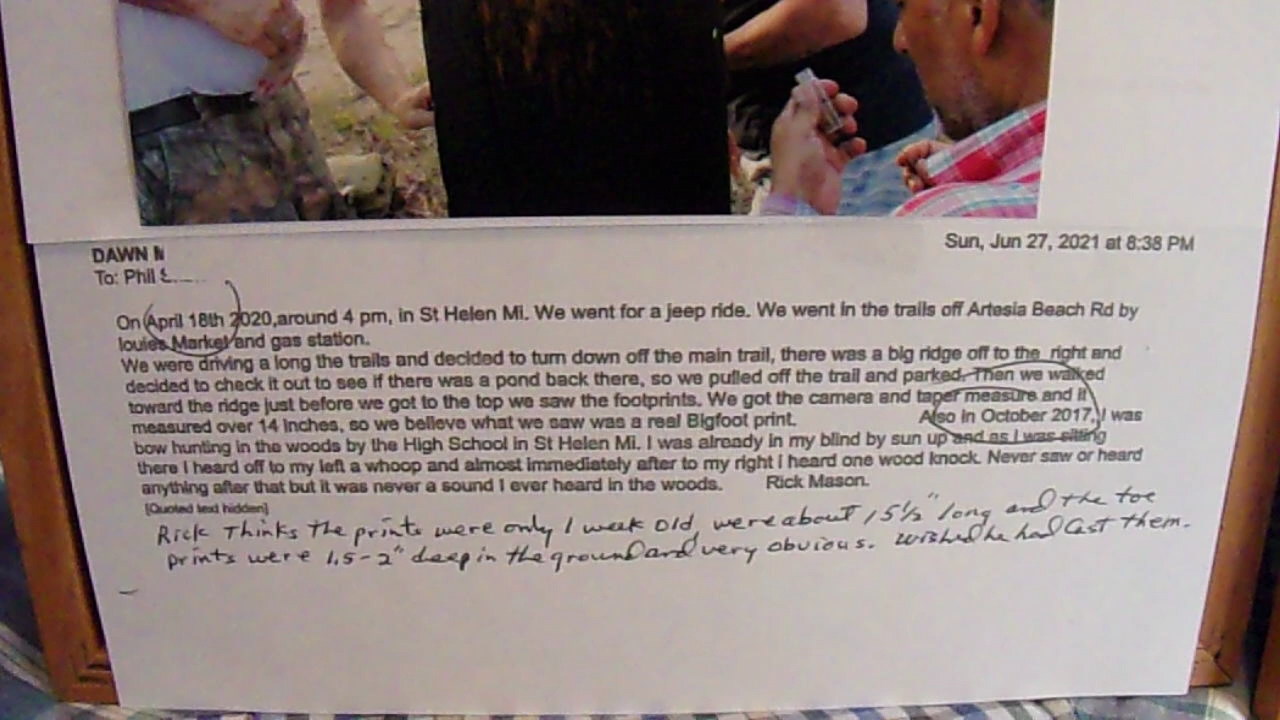 DAWN M
Sun, Jun 27, 2021 at 8:38 PM
To: Phil
On April 18th 2020,around 4 pm, in St Helen Mi. We went for a jeep ride. We went in the trails off Artesia Beach Rd by
louies Market and gas station.
We were driving a long the trails and decided to turn down off the main trail, there was a big ridge off to the right and
decided to check it out to see if there was a pond back there, so we pulled off the trail and parked. Then we walked
toward the ridge just before we got to the top we saw the footprints. We got the camera and taper measure and it
measured over 14 inches, so we believe what we saw was a real Bigfoot print. Also in October 2017, I was
bow hunting in the woods by the High School in St Helen Mi. I was already in my blind by sun up and as I was sitting
there I heard off to my left a whoop and almost immediately after to my right I heard one wood knock. Never saw or heard
anything after that but it was never a sound I ever heard in the woods. Rick Mason.
[Quoted text hidden]
Rick Thinks the prints were only 1 week old, were about 15½" long and the toe
prints were 1.5-2" deep in the ground and very obvious. wished he had cast them.